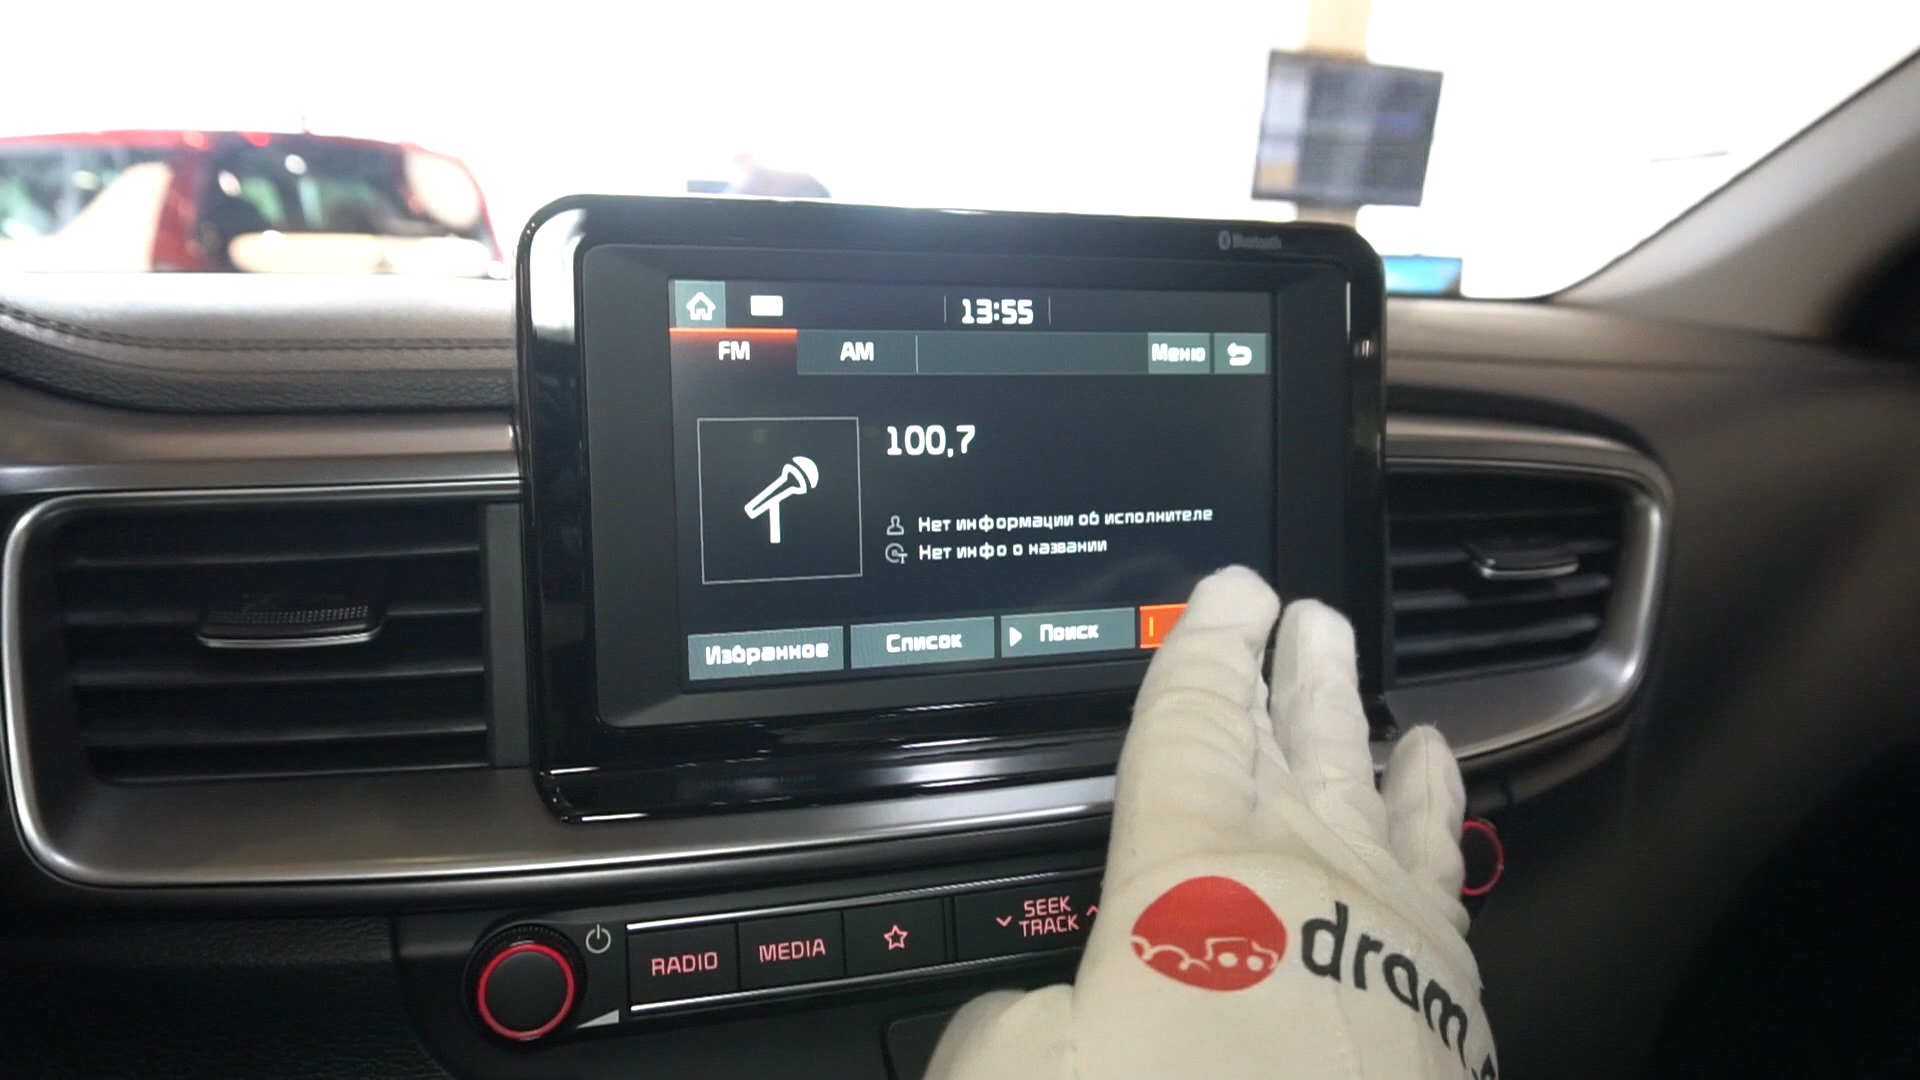 Bluetooth
13:55
FM
AM
Меню
100,7
Нет информации об исполнителе
Нет инфо о названии
Избранное
Список
Поиск
RADIO
MEDIA
SEEK
TRACK
drom